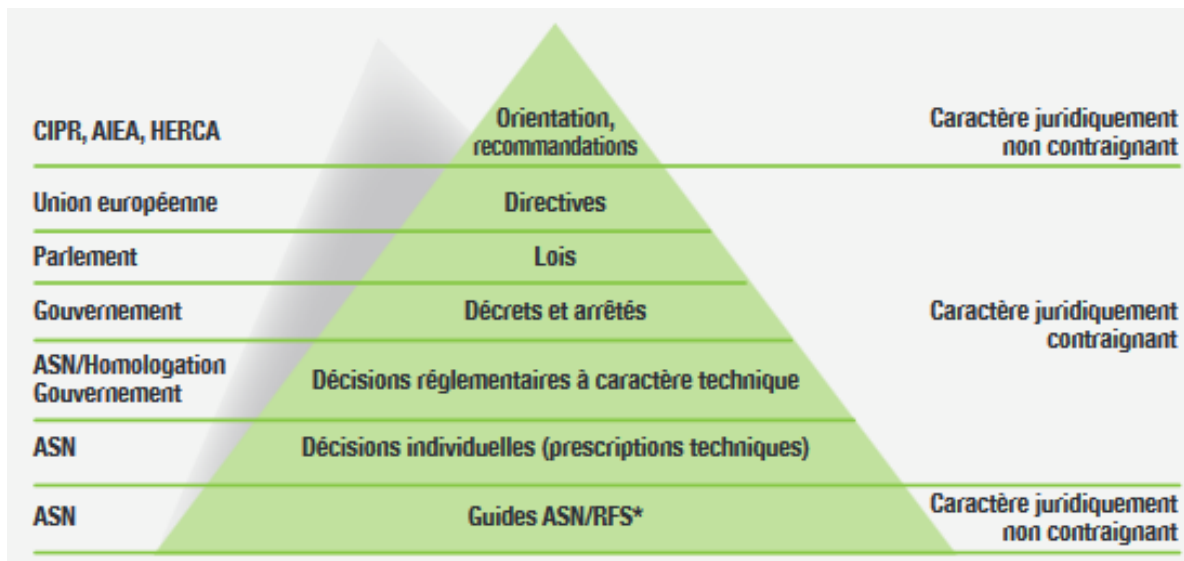 CIPR, AIEA, HERCA
Orientation,
recommandations
Caractère juridiquement
non contraignant
Union européenne
Directives
Parlement
Lois
Gouvernement
Décrets et arrêtés
Caractère juridiquement
contraignant
ASN/Homologation
Gouvernement
Décisions réglementaires à caractère technique
ASN
Décisions individuelles (prescriptions techniques)
ASN
Guides ASN/RFS*
Caractère juridiquement
non contraignant